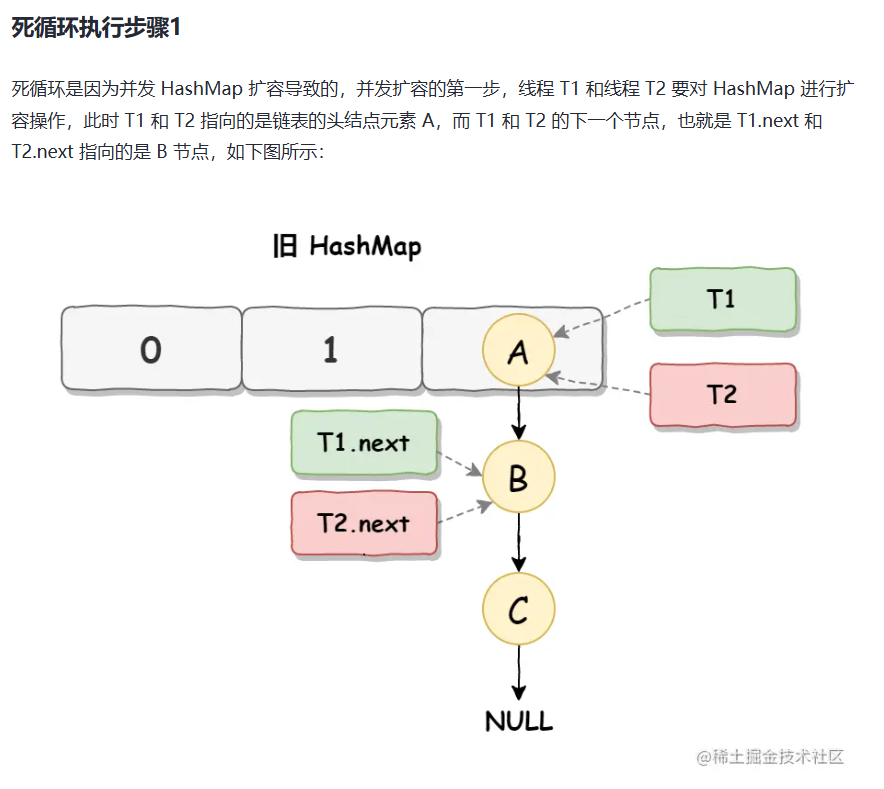 死循环执行步骤1
死循环是因为并发 HashMap 扩容导致的，并发扩容的第一步，线程 T1 和线程 T2 要对 HashMap 进行扩
容操作，此时 T1 和 T2 指向的是链表的头结点元素 A，而 T1 和 T2 的下一个节点，也就是 T1.next 和
T2.next 指向的是 B 节点，如下图所示：
旧 HashMap
T1
0
1
A
T2
T1.next
B
T2.next
C
NULL
@稀土掘金技术社区